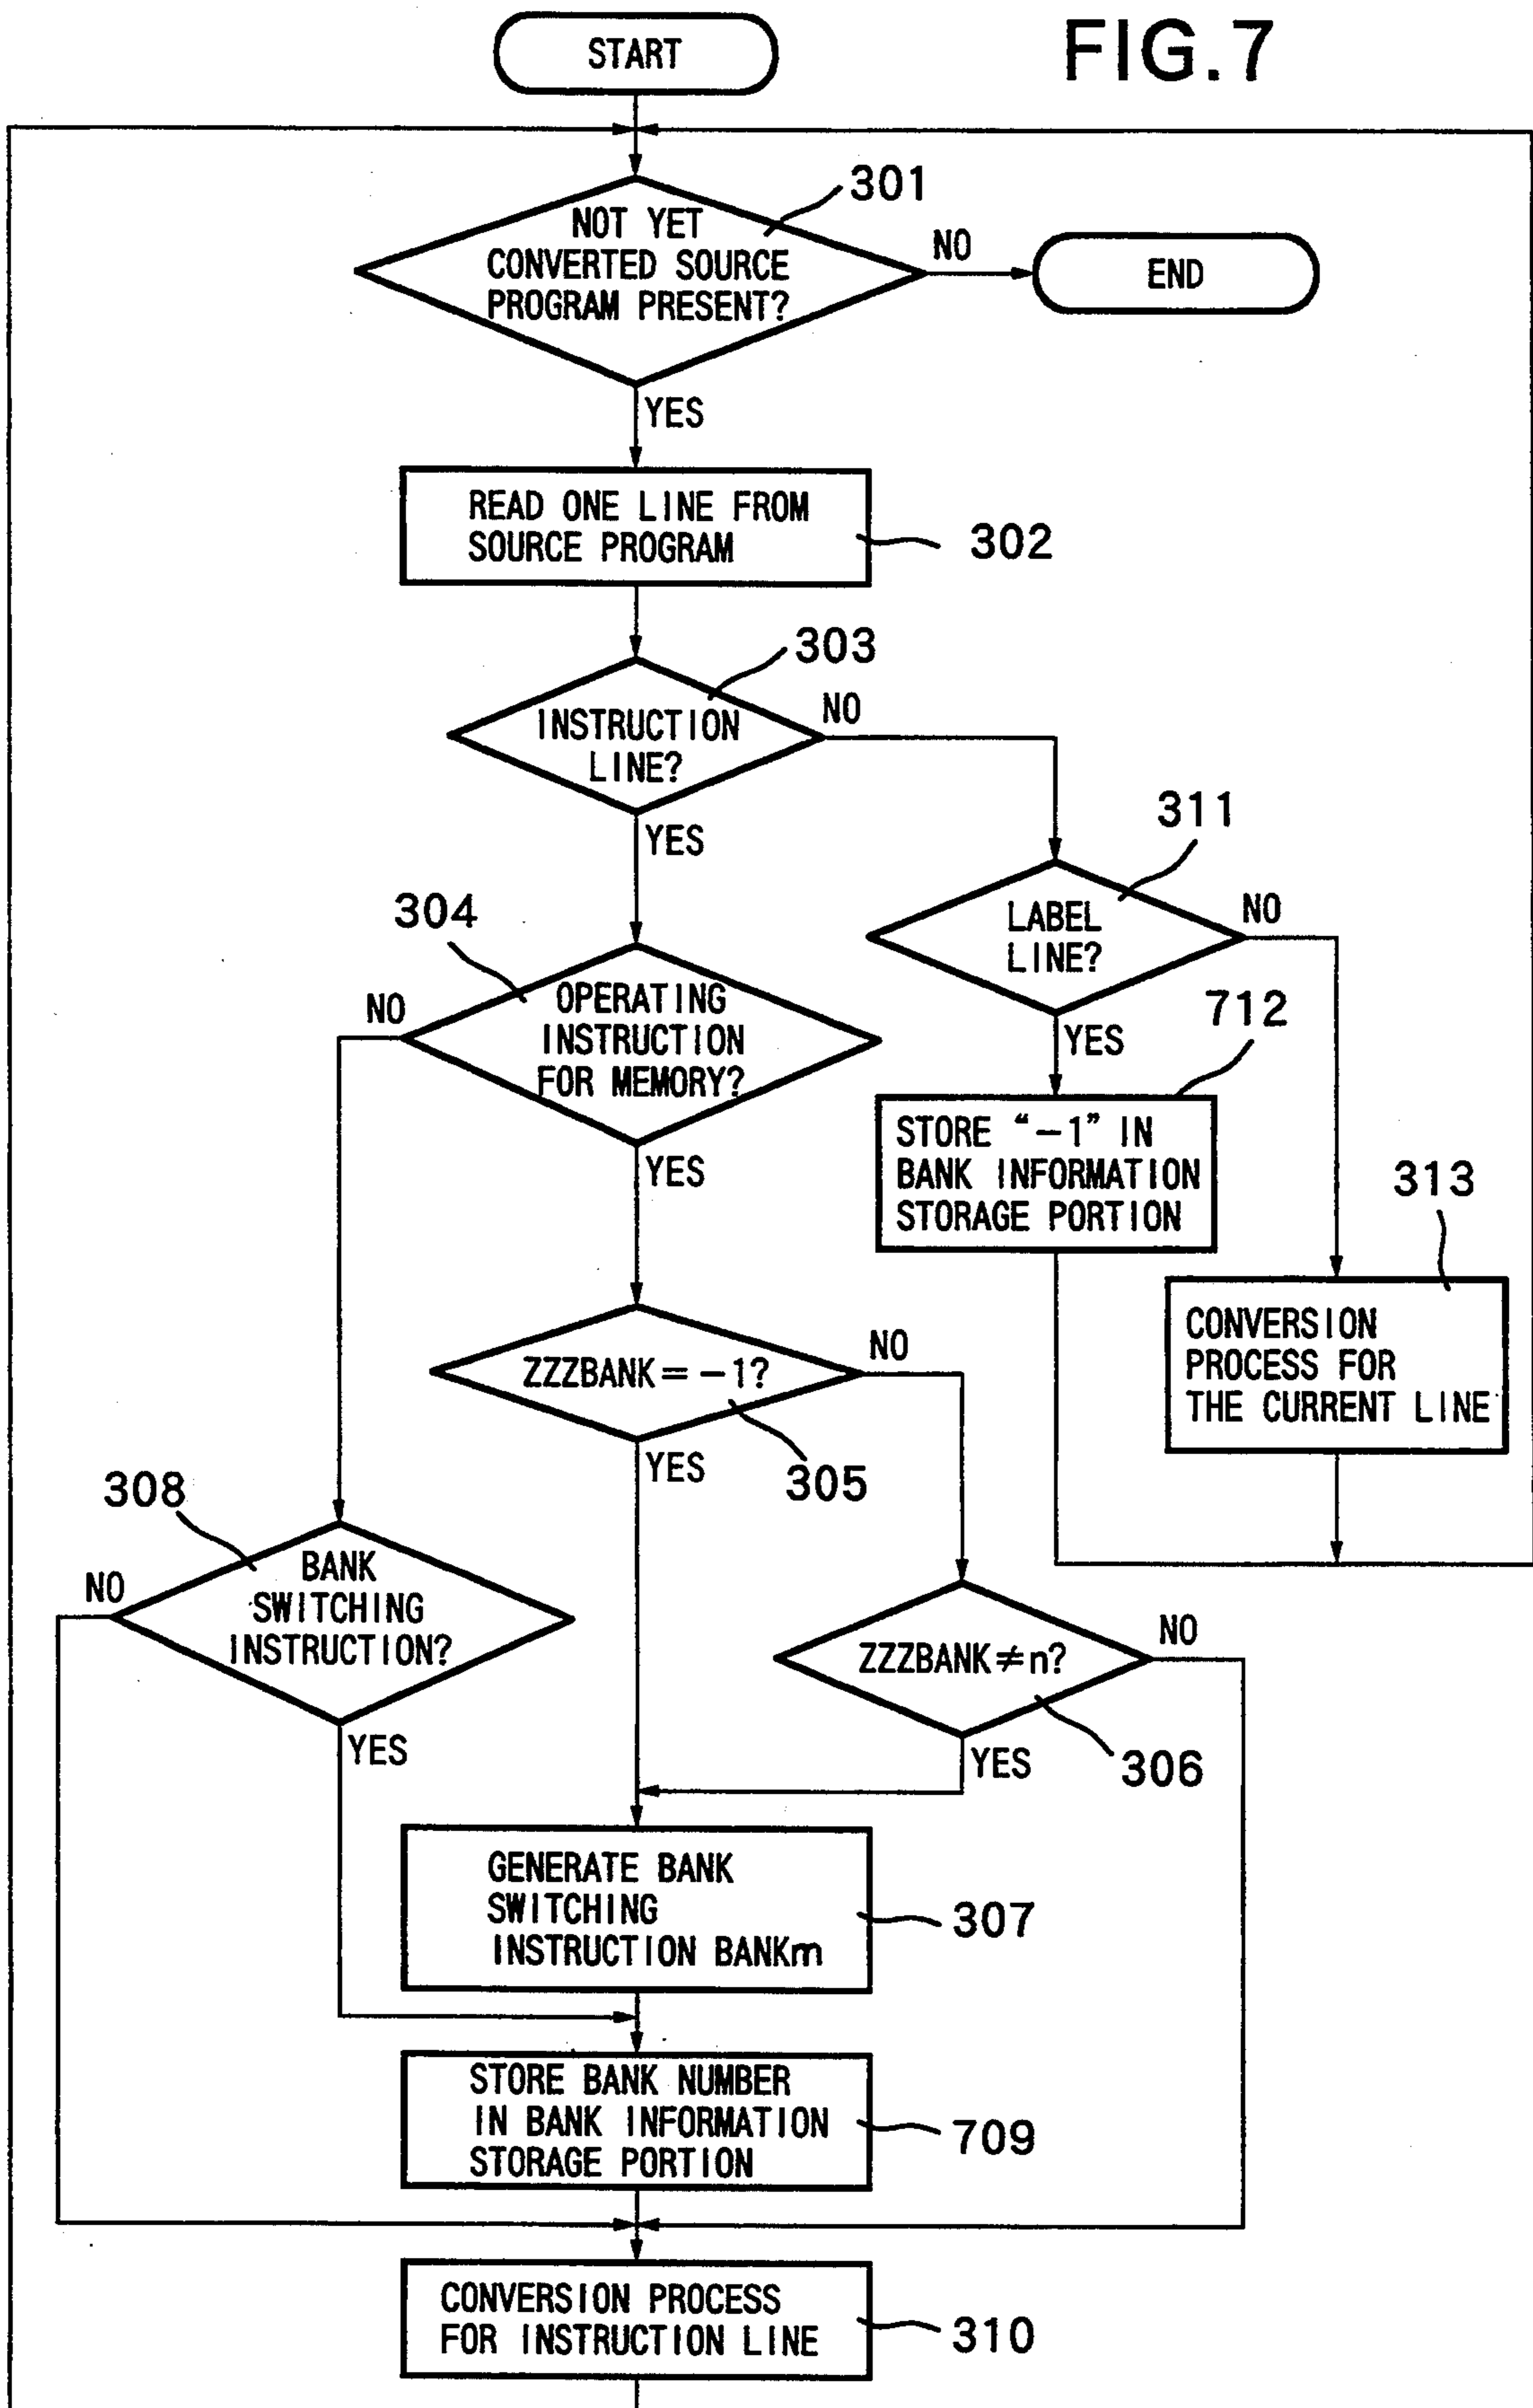 FIG.7
START
301
NOT YET
CONVERTED SOURCE
PROGRAM PRESENT?
NO
END
YES
READ ONE LINE FROM
SOURCE PROGRAM
302
303
INSTRUCTION
LINE?
NO
YES
311
LABEL
LINE?
NO
YES
304
OPERATING
INSTRUCTION
FOR MEMORY?
NO
YES
712
STORE “−1” IN
BANK INFORMATION
STORAGE PORTION
313
CONVERSION
PROCESS FOR
THE CURRENT LINE
ZZZBANK = −1?
NO
YES
305
308
BANK
SWITCHING
INSTRUCTION?
NO
YES
ZZZBANK≠n?
NO
YES
306
GENERATE BANK
SWITCHING
INSTRUCTION BANKm
307
STORE BANK NUMBER
IN BANK INFORMATION
STORAGE PORTION
709
CONVERSION PROCESS
FOR INSTRUCTION LINE
310